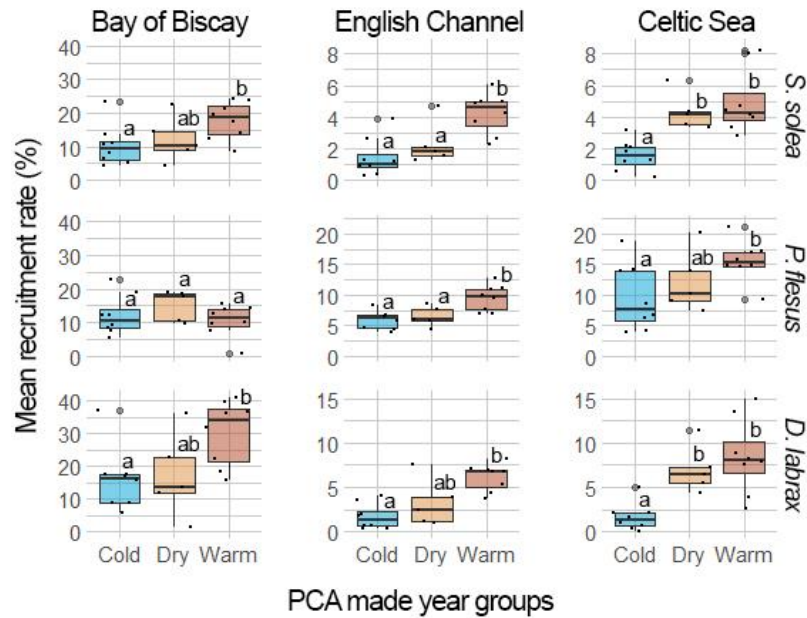 Bay of Biscay English Channel Celtic Sea
Mean recruitment rate (%)
40
30
20
10
0
a
ab
b
8
6
4
2
0
a
a
b
8
6
4
2
0
a
b
b
S. solea
40
30
20
10
0
a
a
a
20
15
10
5
0
a
a
b
20
15
10
5
0
a
ab
b
P. flesus
40
30
20
10
0
a
ab
b
15
10
5
0
a
ab
b
15
10
5
0
a
b
b
D. labrax
Cold Dry Warm Cold Dry Warm Cold Dry Warm
PCA made year groups